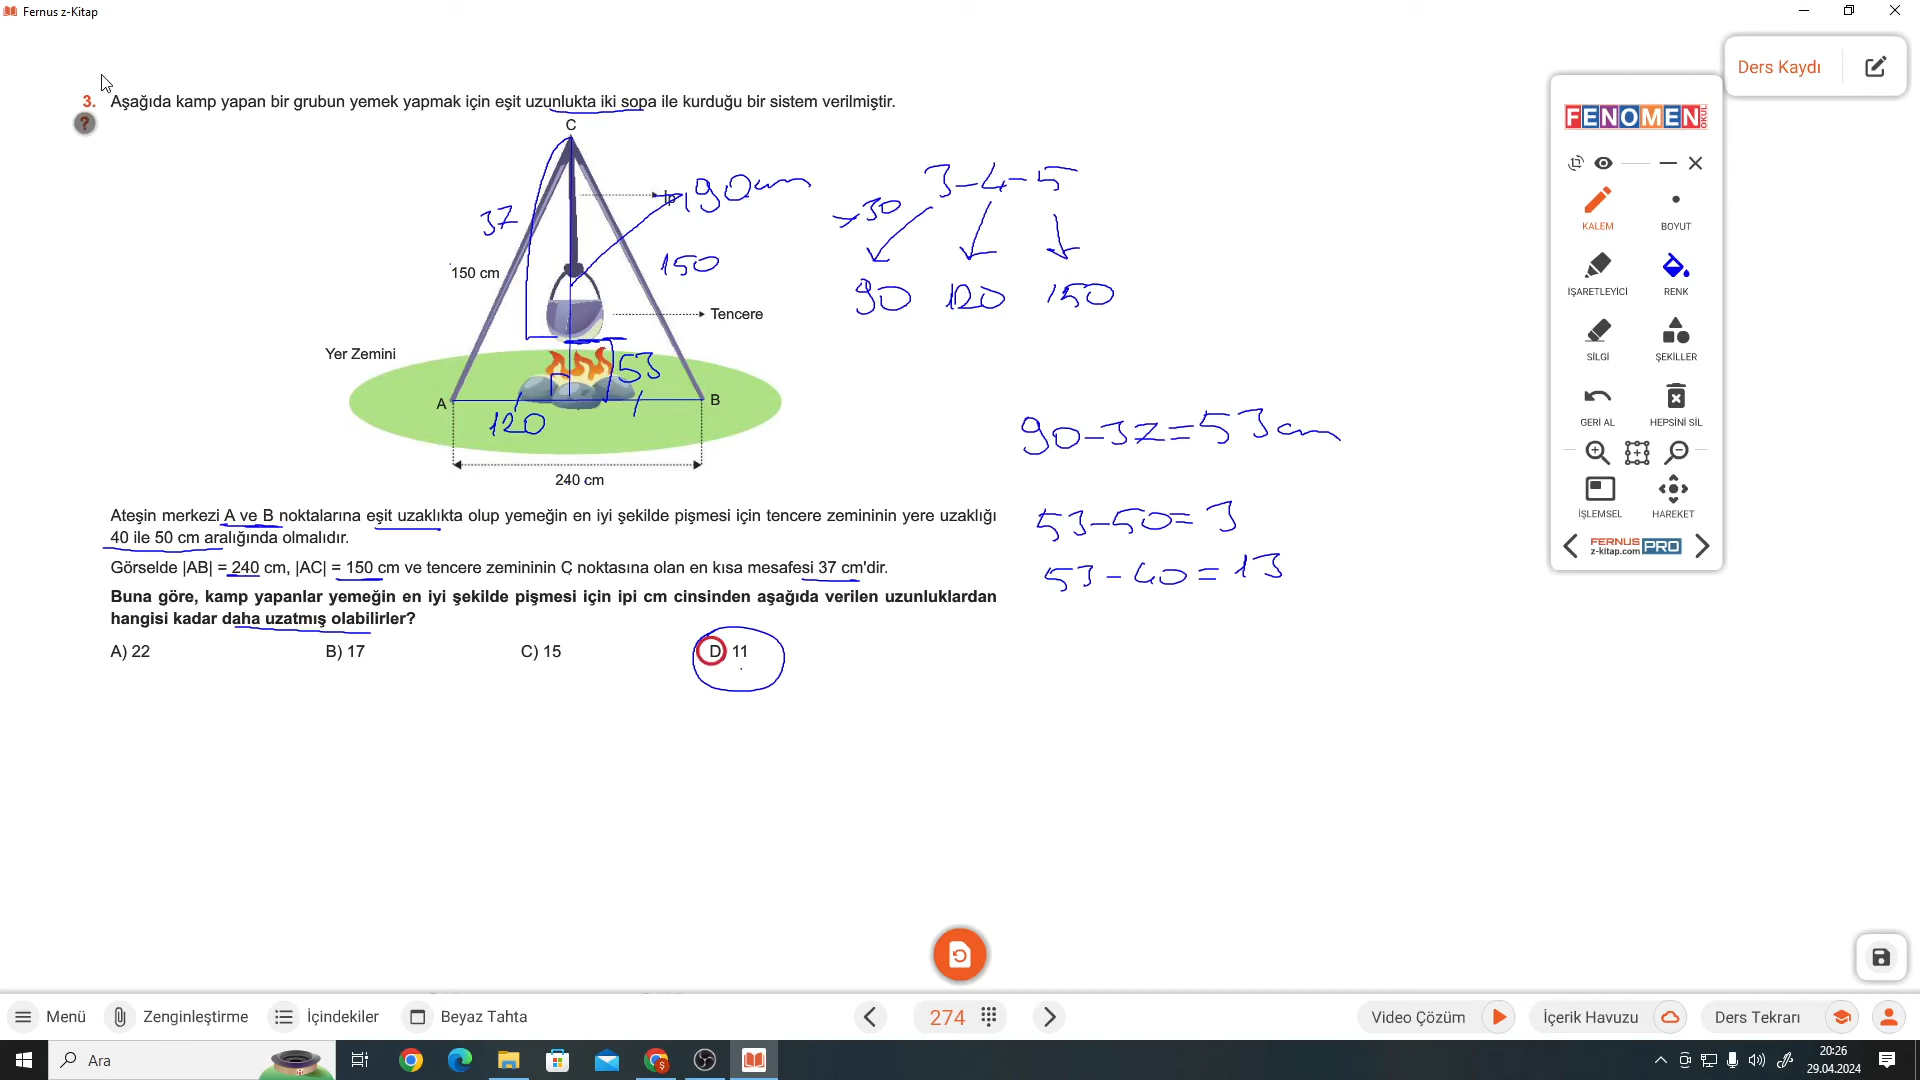 Fernus z-Kitap
Ders Kaydı
3. Aşağıda kamp yapan bir grubun yemek yapmak için eşit uzunlukta iki sopa ile kurduğu bir sistem verilmiştir.
C
90cm
3-4-5
x30
37
150 cm
150
90 120 150
Tencere
Yer Zemini
53
A
B
120
240 cm
90-37=53cm
53-50=3
53-40=13
Ateşin merkezi A ve B noktalarına eşit uzaklıkta olup yemeğin en iyi şekilde pişmesi için tencere zemininin yere uzaklığı
40 ile 50 cm aralığında olmalıdır.
Görselde |AB| = 240 cm, |AC| = 150 cm ve tencere zemininin C noktasına olan en kısa mesafesi 37 cm'dir.
Buna göre, kamp yapanlar yemeğin en iyi şekilde pişmesi için ipi cm cinsinden aşağıda verilen uzunluklardan
hangisi kadar daha uzatmış olabilirler?
A) 22 B) 17 C) 15 D) 11
FENOMEN OKUL
KALEM BOYUT
İŞARETLEYİCİ RENK
SİLGİ ŞEKİLLER
GERİ AL HEPSİNİ SİL
İŞLEMSEL HAREKET
FERNUS
z-kitap.com PRO
Menü Zenginleştirme İçindekiler Beyaz Tahta 274 Video Çözüm İçerik Havuzu Ders Tekrarı
Ara
20:26
29.04.2024